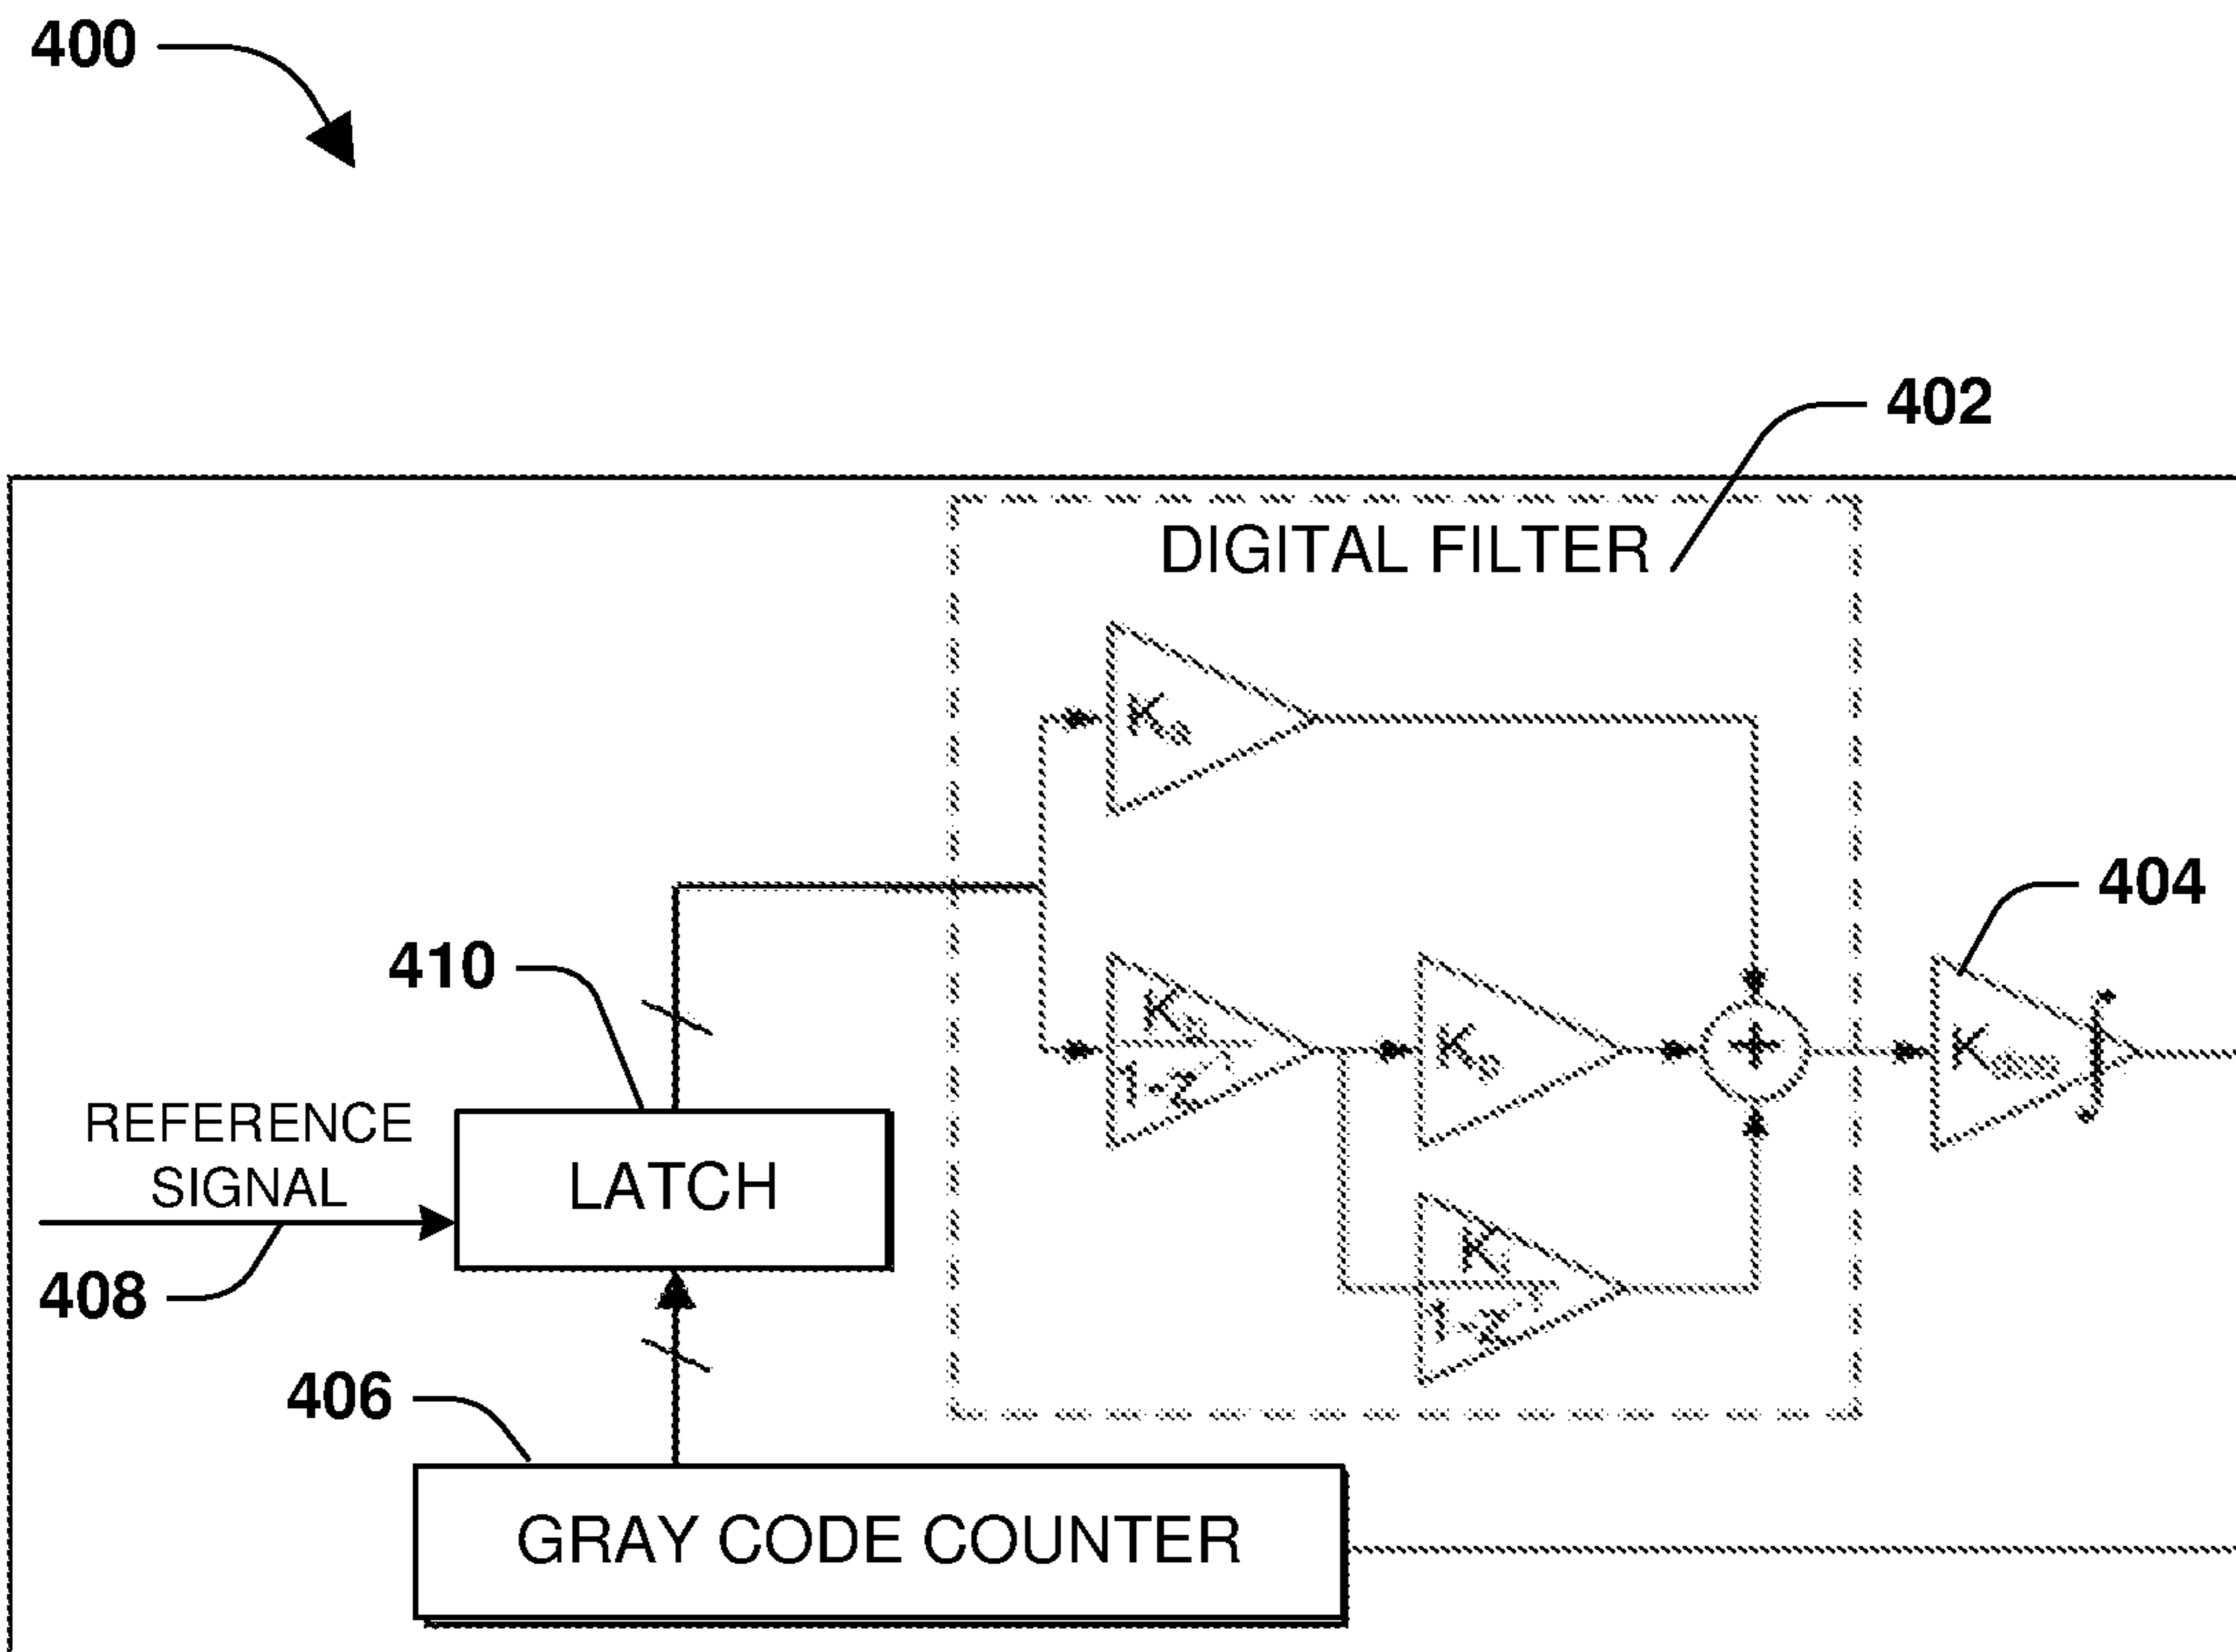 400
402
DIGITAL FILTER
K
404
410
K
K
+
K
∫
REFERENCE
SIGNAL
LATCH
408
K
406
GRAY CODE COUNTER